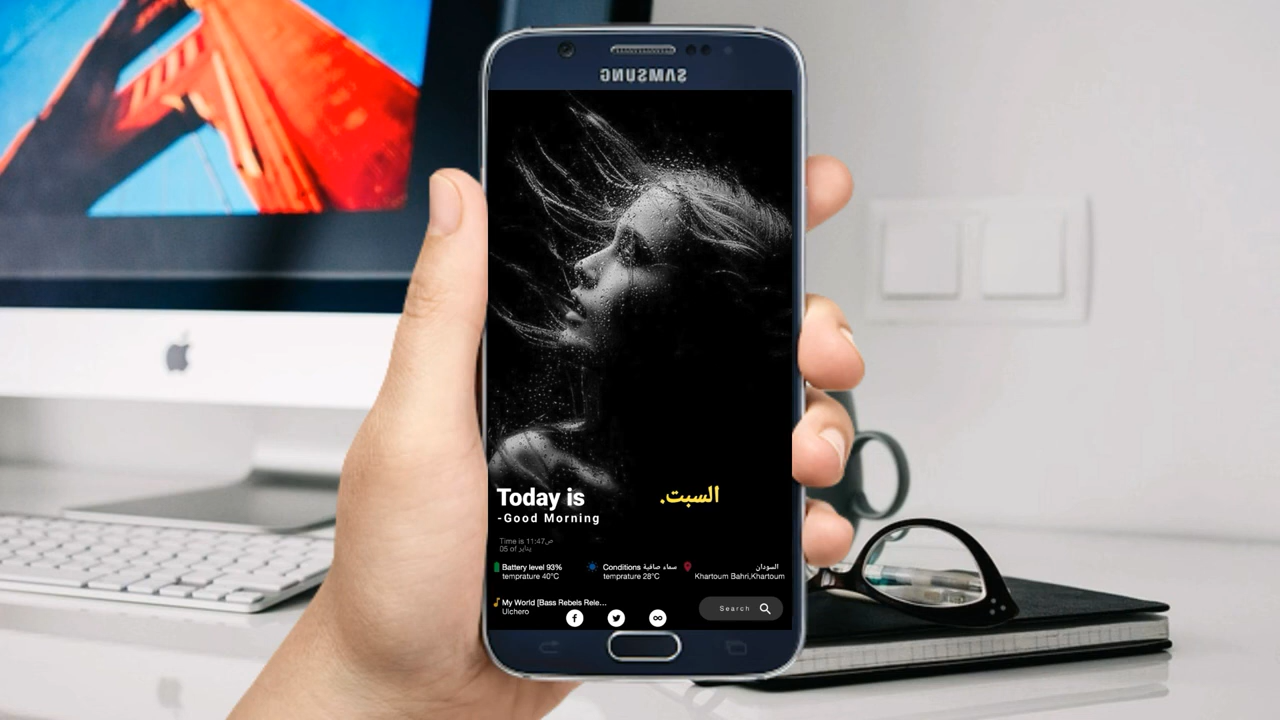 SAMSUNG
Today is
السبت.
-Good Morning
Time is 11:47ص
05 of يناير
Battery level 93%
temprature 40°C
Conditions سماء صافية
temprature 28°C
السودان
Khartoum Bahri,Khartoum
My World [Bass Rebels Rele...
Ulchero
Search